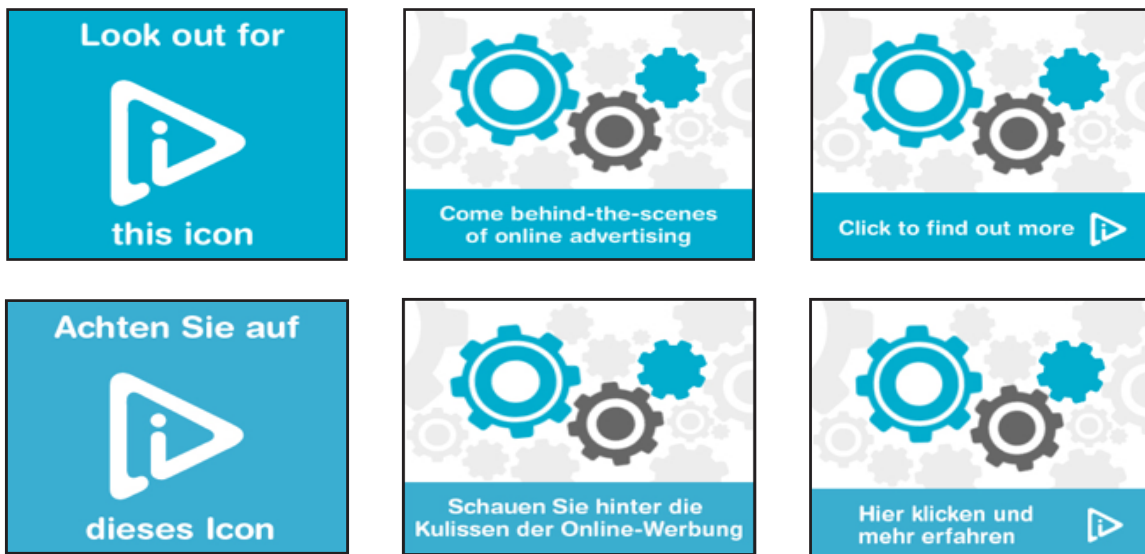 Look out for
this icon
Come behind-the-scenes
of online advertising
Click to find out more
Achten Sie auf
dieses Icon
Schauen Sie hinter die
Kulissen der Online-Werbung
Hier klicken und
mehr erfahren